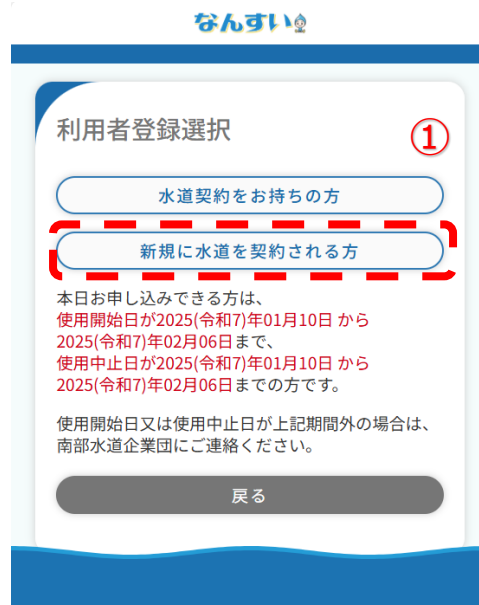 なんすい
利用者登録選択
①
水道契約をお持ちの方
新規に水道を契約される方
本日お申し込みできる方は、
使用開始日が2025(令和7)年01月10日 から
2025(令和7)年02月06日まで、
使用中止日が2025(令和7)年01月10日 から
2025(令和7)年02月06日までの方です。
使用開始日又は使用中止日が上記期間外の場合は、
南部水道企業団にご連絡ください。
戻る